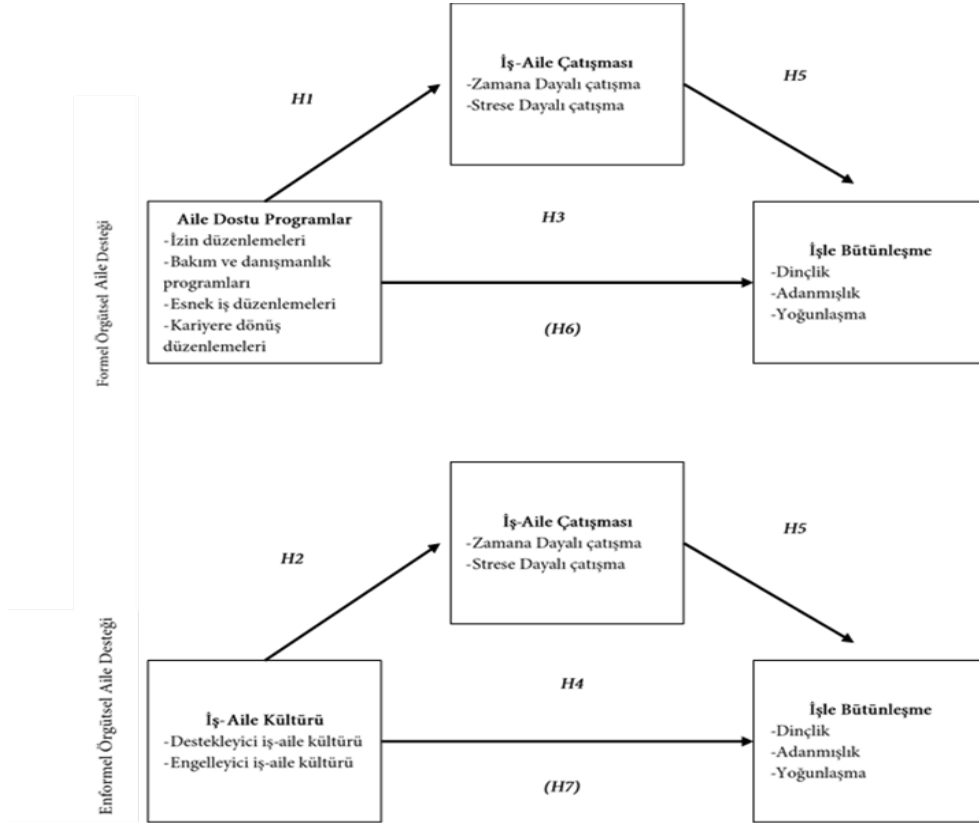 İş-Aile Çatışması
-Zamana Dayalı çatışma
-Strese Dayalı çatışma
H1
H5
Formel Örgütsel Aile Desteği
Aile Dostu Programlar
-İzin düzenlemeleri
-Bakım ve danışmanlık
programları
-Esnek iş düzenlemeleri
-Kariyere dönüş
düzenlemeleri
H3
(H6)
İşle Bütünleşme
-Dinçlik
-Adanmışlık
-Yoğunlaşma
İş-Aile Çatışması
-Zamana Dayalı çatışma
-Strese Dayalı çatışma
H2
H5
Enformel Örgütsel Aile Desteği
İş-Aile Kültürü
-Destekleyici iş-aile kültürü
-Engelleyici iş-aile kültürü
H4
(H7)
İşle Bütünleşme
-Dinçlik
-Adanmışlık
-Yoğunlaşma